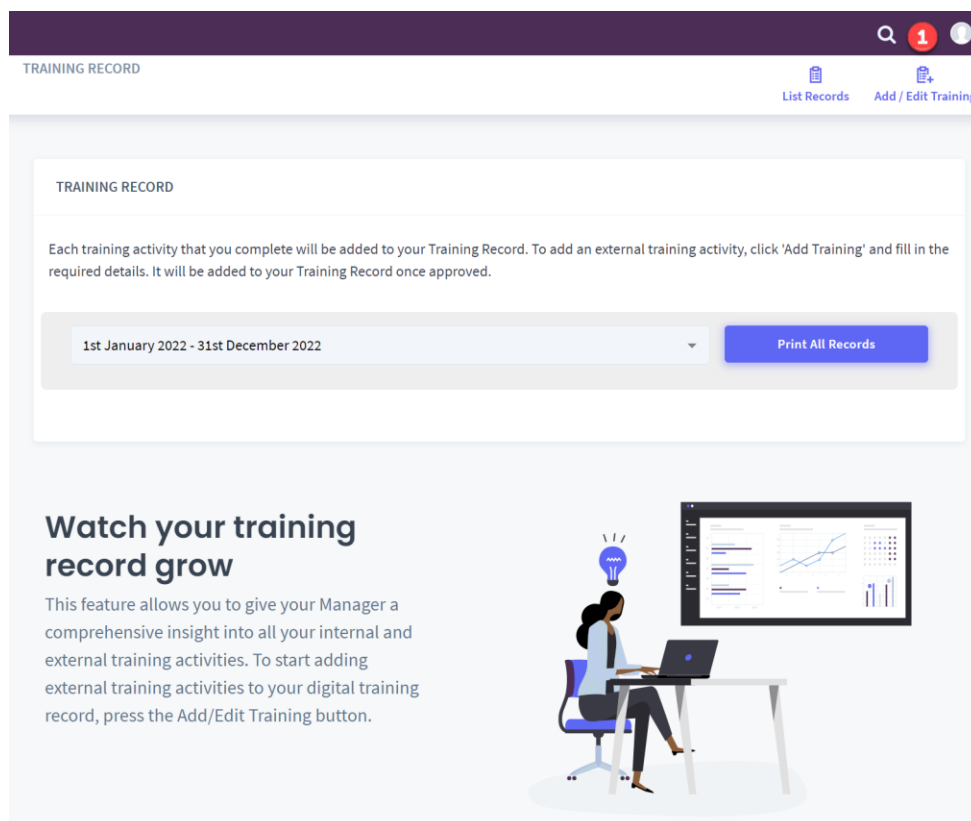 1
TRAINING RECORD
List Records
Add / Edit Training
TRAINING RECORD
Each training activity that you complete will be added to your Training Record. To add an external training activity, click 'Add Training' and fill in the
required details. It will be added to your Training Record once approved.
1st January 2022 - 31st December 2022
Print All Records
Watch your training
record grow
This feature allows you to give your Manager a
comprehensive insight into all your internal and
external training activities. To start adding
external training activities to your digital training
record, press the Add/Edit Training button.